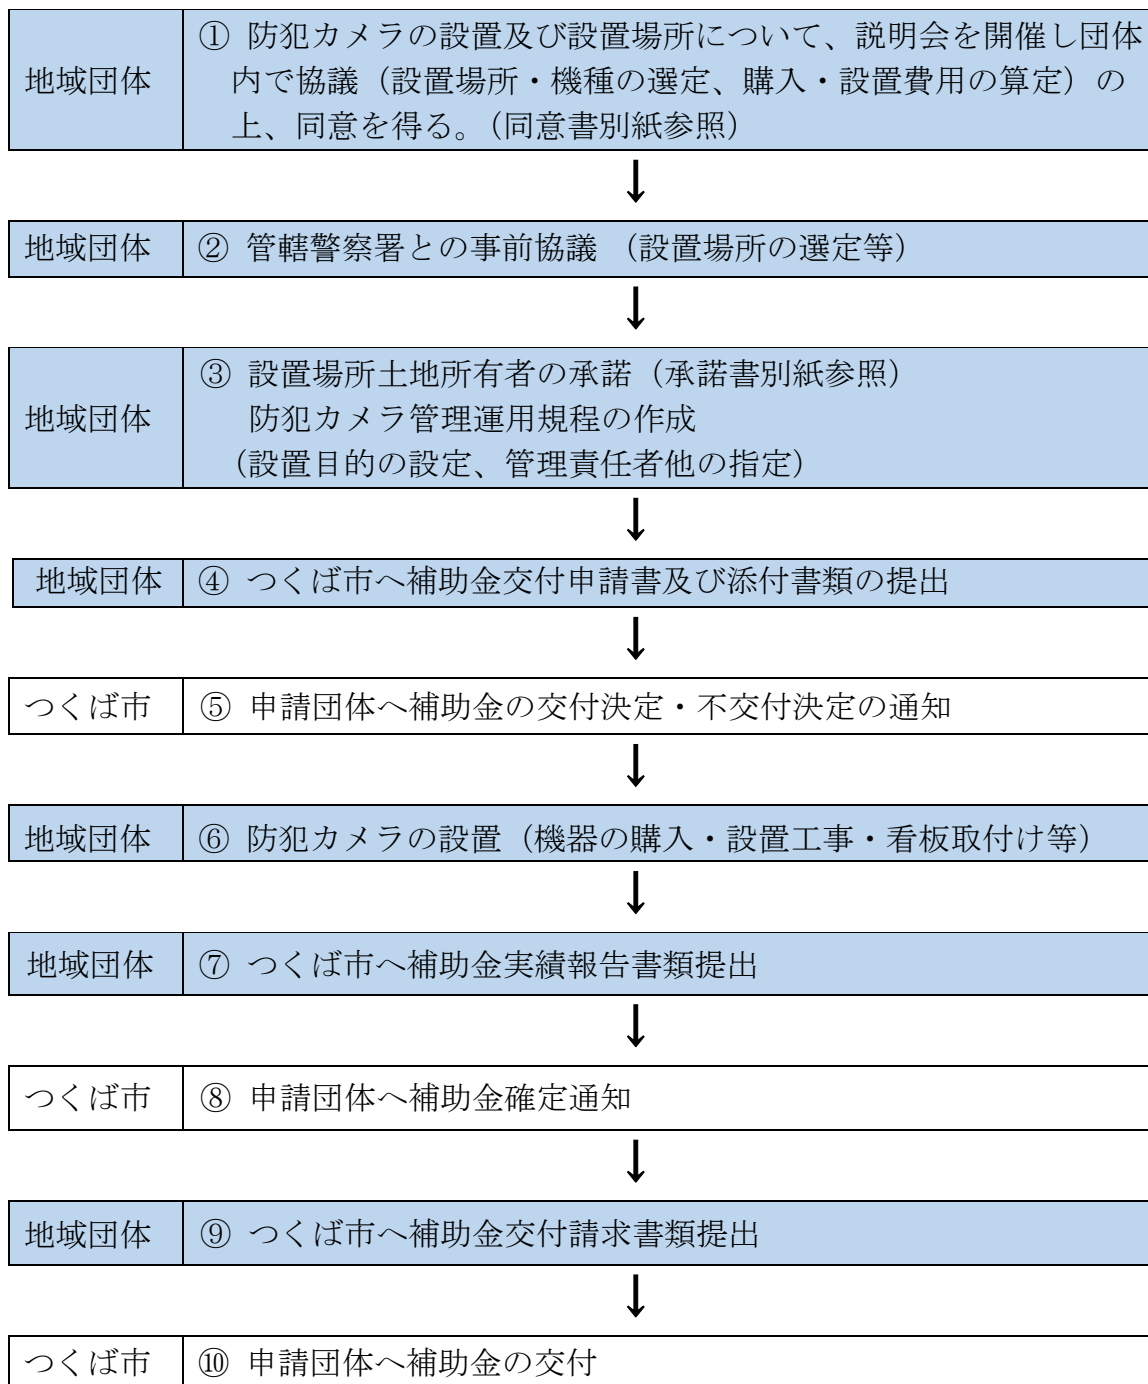 地域団体
① 防犯カメラの設置及び設置場所について、説明会を開催し団体
内で協議（設置場所・機種の選定、購入・設置費用の算定）の
上、同意を得る。（同意書別紙参照）
↓
地域団体
② 管轄警察署との事前協議 （設置場所の選定等）
↓
地域団体
③ 設置場所土地所有者の承諾（承諾書別紙参照）
防犯カメラ管理運用規程の作成
（設置目的の設定、管理責任者他の指定）
↓
地域団体
④ つくば市へ補助金交付申請書及び添付書類の提出
↓
つくば市
⑤ 申請団体へ補助金の交付決定・不交付決定の通知
↓
地域団体
⑥ 防犯カメラの設置（機器の購入・設置工事・看板取付け等）
↓
地域団体
⑦ つくば市へ補助金実績報告書類提出
↓
つくば市
⑧ 申請団体へ補助金確定通知
↓
地域団体
⑨ つくば市へ補助金交付請求書類提出
↓
つくば市
⑩ 申請団体へ補助金の交付